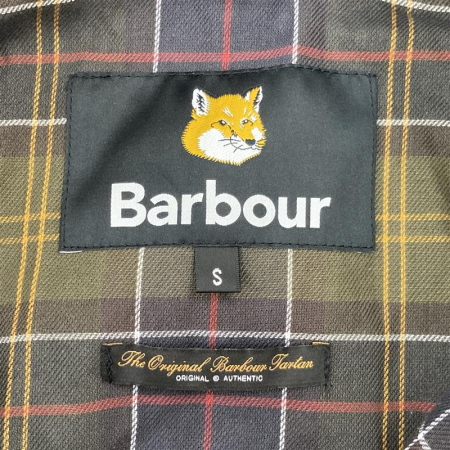 Barbour
S
The Original Barbour Tartan
ORIGINAL © AUTHENTIC